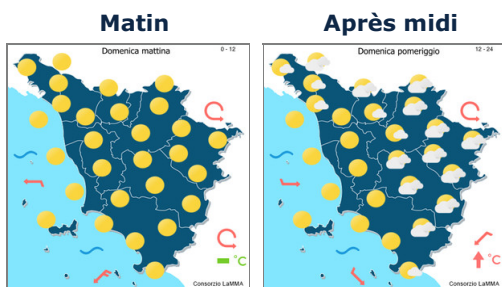 Matin
Après midi
Domenica mattina
0 - 12
°C
Consorzio LaMMA
Domenica pomeriggio
12 - 24
°C
Consorzio LaMMA